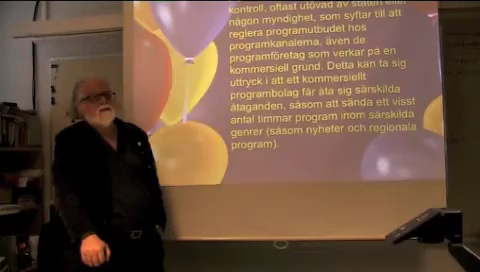 kontroll, oftast utövad av staten eller
någon myndighet, som syftar till att
reglera programutbudet hos
programkanalerna, även de
programföretag som verkar på en
kommersiell grund. Detta kan ta sig
uttryck i att ett kommersiellt
programbolag får åta sig särskilda
åtaganden, såsom att sända ett visst
antal timmar program inom särskilda
genrer (såsom nyheter och regionala
program).